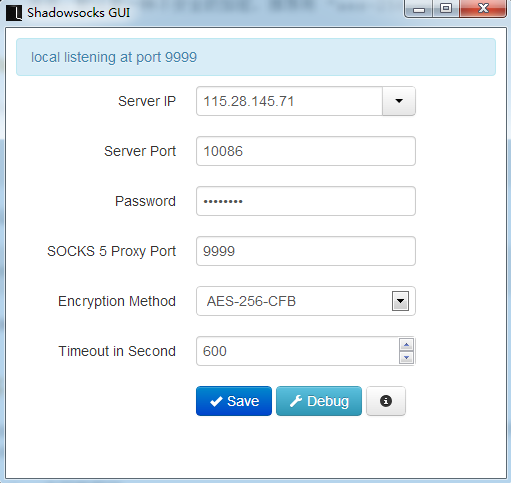 Shadowsocks GUI
local listening at port 9999
Server IP 115.28.145.71
Server Port 10086
Password ••••••••
SOCKS 5 Proxy Port 9999
Encryption Method AES-256-CFB
Timeout in Second 600
Save Debug